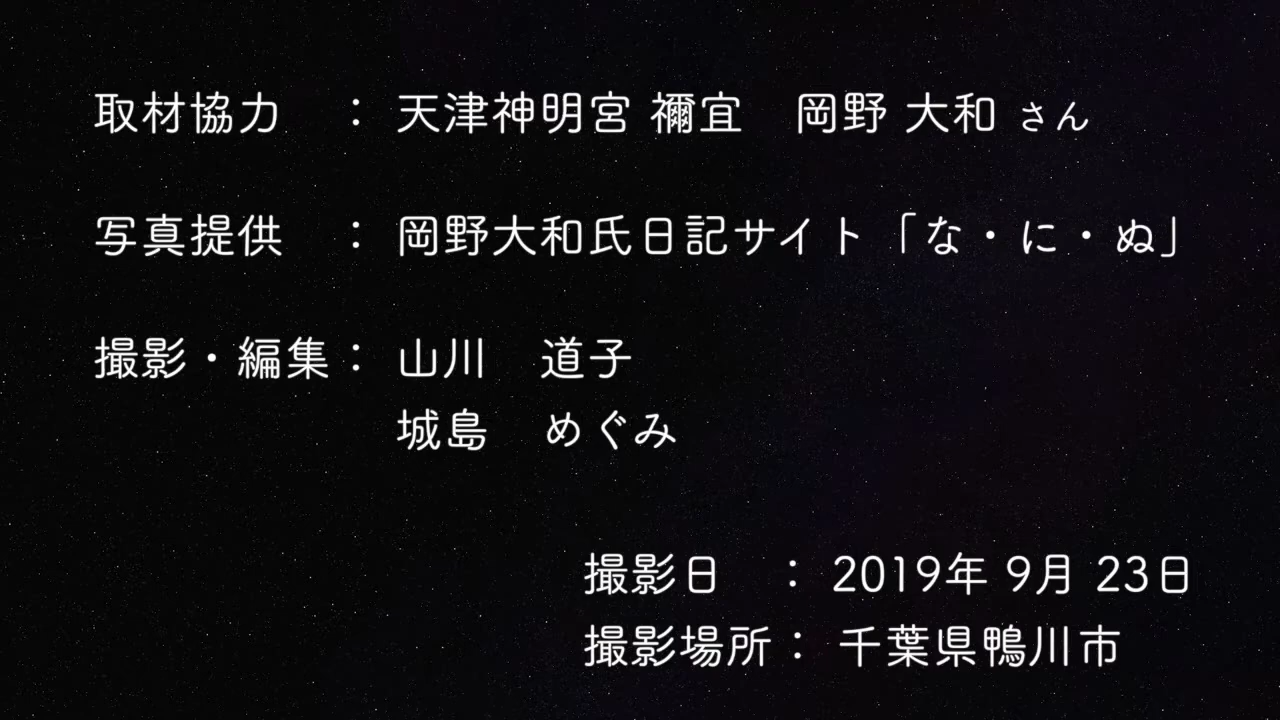 取材協力　： 天津神明宮 禰宜　岡野 大和 さん
写真提供　： 岡野大和氏日記サイト「な・に・ぬ」
撮影・編集： 山川　道子
城島　めぐみ
撮影日　： 2019年 9月 23日
撮影場所： 千葉県鴨川市